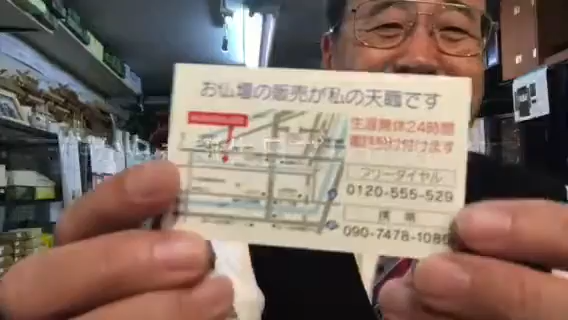 お仏壇の販売が私の天職です
生涯無休24時間
電話受け付けます
フリーダイヤル
0120-555-529
携帯
090-7478-1086